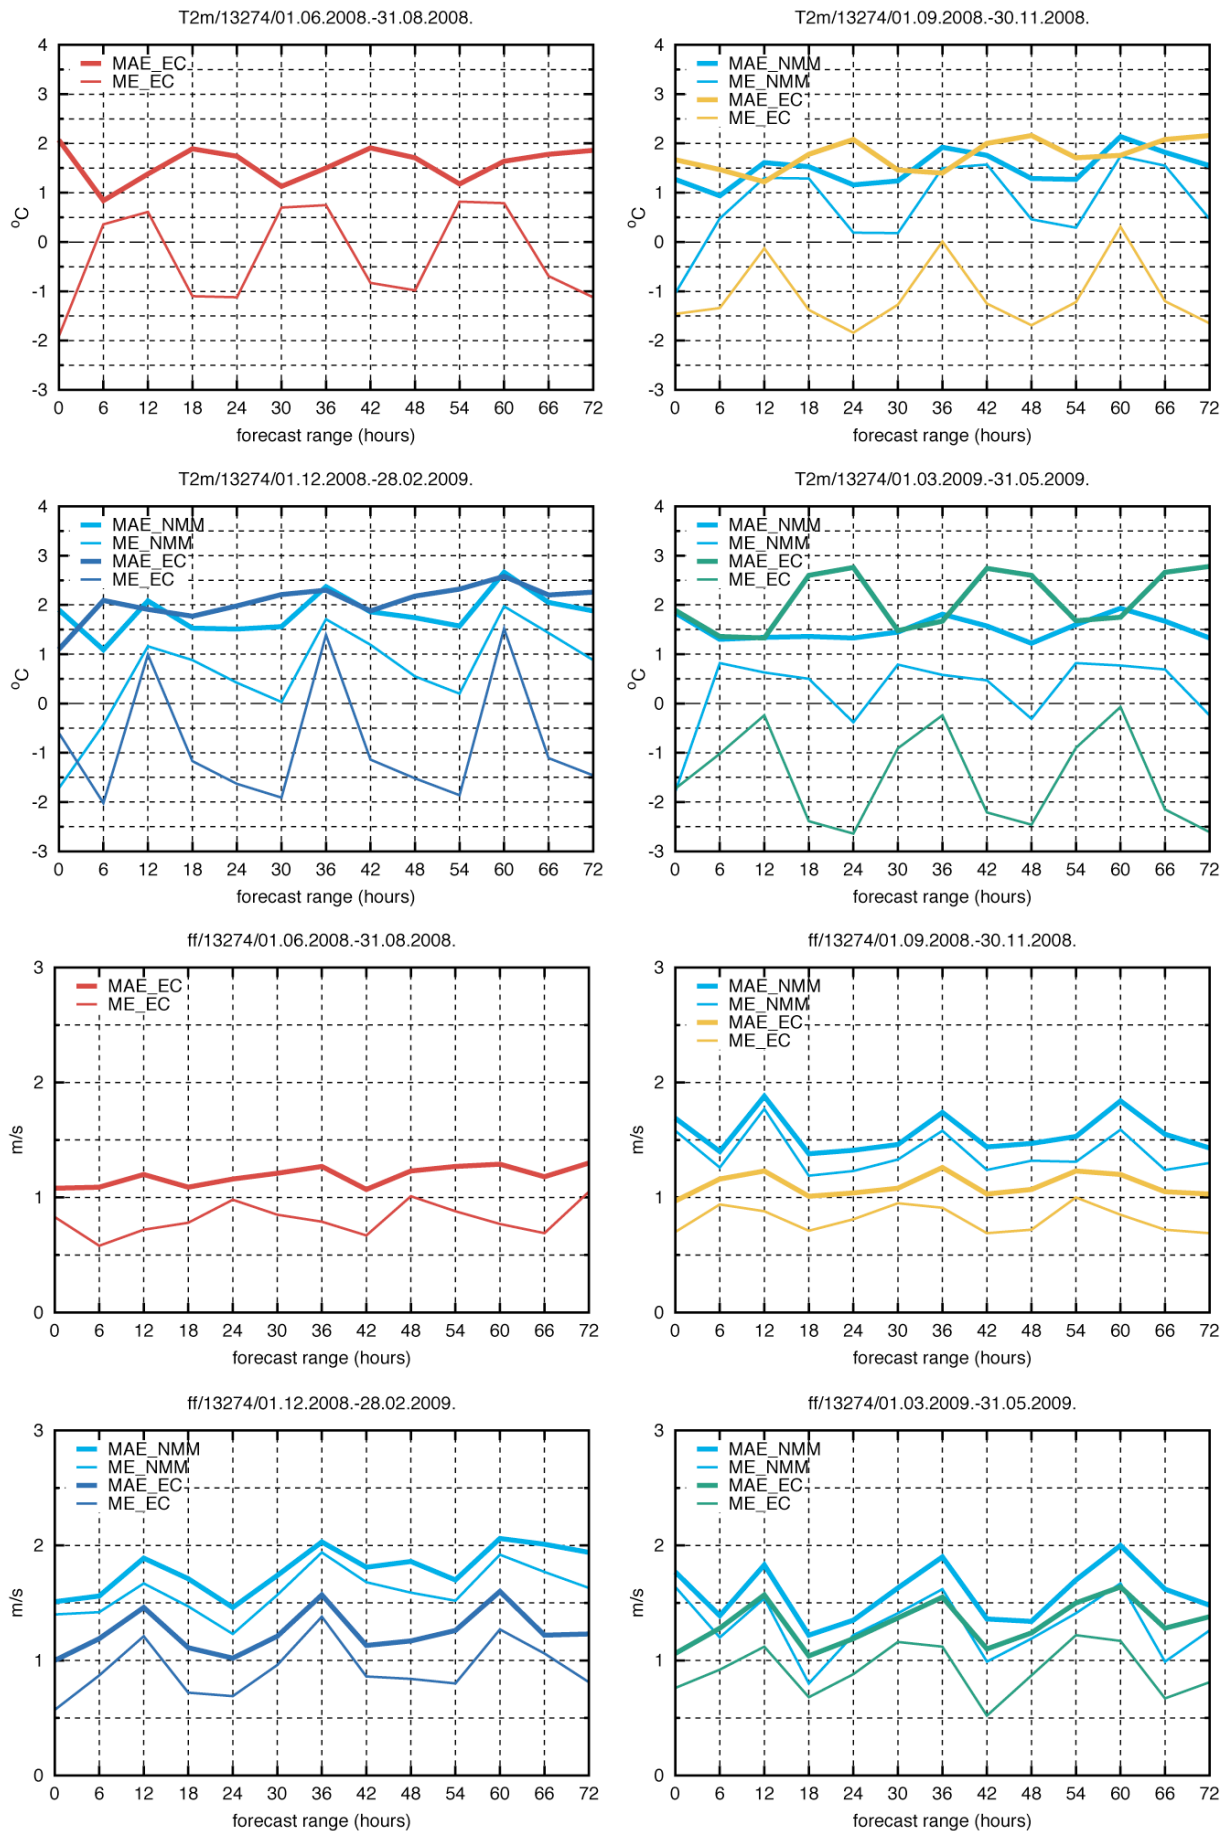 T2m/13274/01.06.2008.-31.08.2008.
4
3
2
1
0
-1
-2
-3
°C
MAE_EC
ME_EC
0 6 12 18 24 30 36 42 48 54 60 66 72
forecast range (hours)
T2m/13274/01.09.2008.-30.11.2008.
4
3
2
1
0
-1
-2
-3
°C
MAE_NMM
ME_NMM
MAE_EC
ME_EC
0 6 12 18 24 30 36 42 48 54 60 66 72
forecast range (hours)
T2m/13274/01.12.2008.-28.02.2009.
4
3
2
1
0
-1
-2
-3
°C
MAE_NMM
ME_NMM
MAE_EC
ME_EC
0 6 12 18 24 30 36 42 48 54 60 66 72
forecast range (hours)
T2m/13274/01.03.2009.-31.05.2009.
4
3
2
1
0
-1
-2
-3
°C
MAE_NMM
ME_NMM
MAE_EC
ME_EC
0 6 12 18 24 30 36 42 48 54 60 66 72
forecast range (hours)
ff/13274/01.06.2008.-31.08.2008.
3
2
1
0
m/s
MAE_EC
ME_EC
0 6 12 18 24 30 36 42 48 54 60 66 72
forecast range (hours)
ff/13274/01.09.2008.-30.11.2008.
3
2
1
0
m/s
MAE_NMM
ME_NMM
MAE_EC
ME_EC
0 6 12 18 24 30 36 42 48 54 60 66 72
forecast range (hours)
ff/13274/01.12.2008.-28.02.2009.
3
2
1
0
m/s
MAE_NMM
ME_NMM
MAE_EC
ME_EC
0 6 12 18 24 30 36 42 48 54 60 66 72
forecast range (hours)
ff/13274/01.03.2009.-31.05.2009.
3
2
1
0
m/s
MAE_NMM
ME_NMM
MAE_EC
ME_EC
0 6 12 18 24 30 36 42 48 54 60 66 72
forecast range (hours)